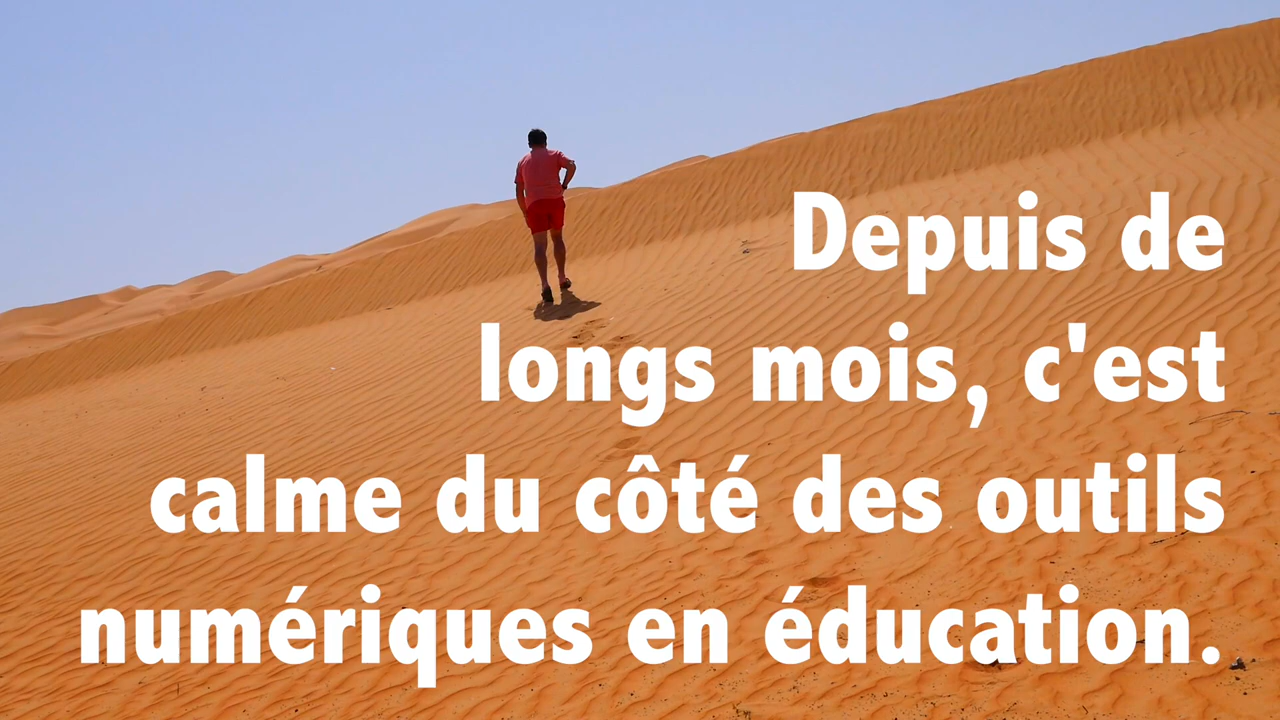 Depuis de
longs mois, c'est
calme du côté des outils
numériques en éducation.